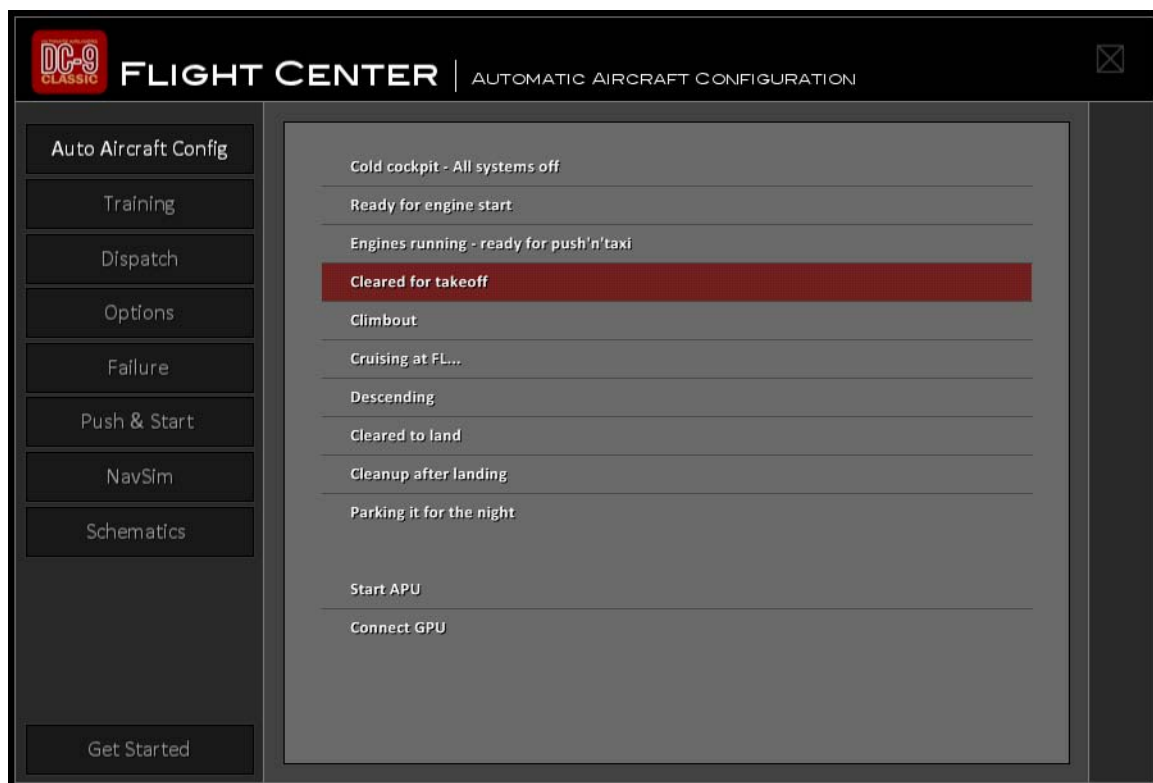 DC-9
CLASSIC
FLIGHT CENTER | AUTOMATIC AIRCRAFT CONFIGURATION
Auto Aircraft Config
Training
Dispatch
Options
Failure
Push & Start
NavSim
Schematics
Get Started
Cold cockpit - All systems off
Ready for engine start
Engines running - ready for push'n'taxi
Cleared for takeoff
Climbout
Cruising at FL...
Descending
Cleared to land
Cleanup after landing
Parking it for the night
Start APU
Connect GPU